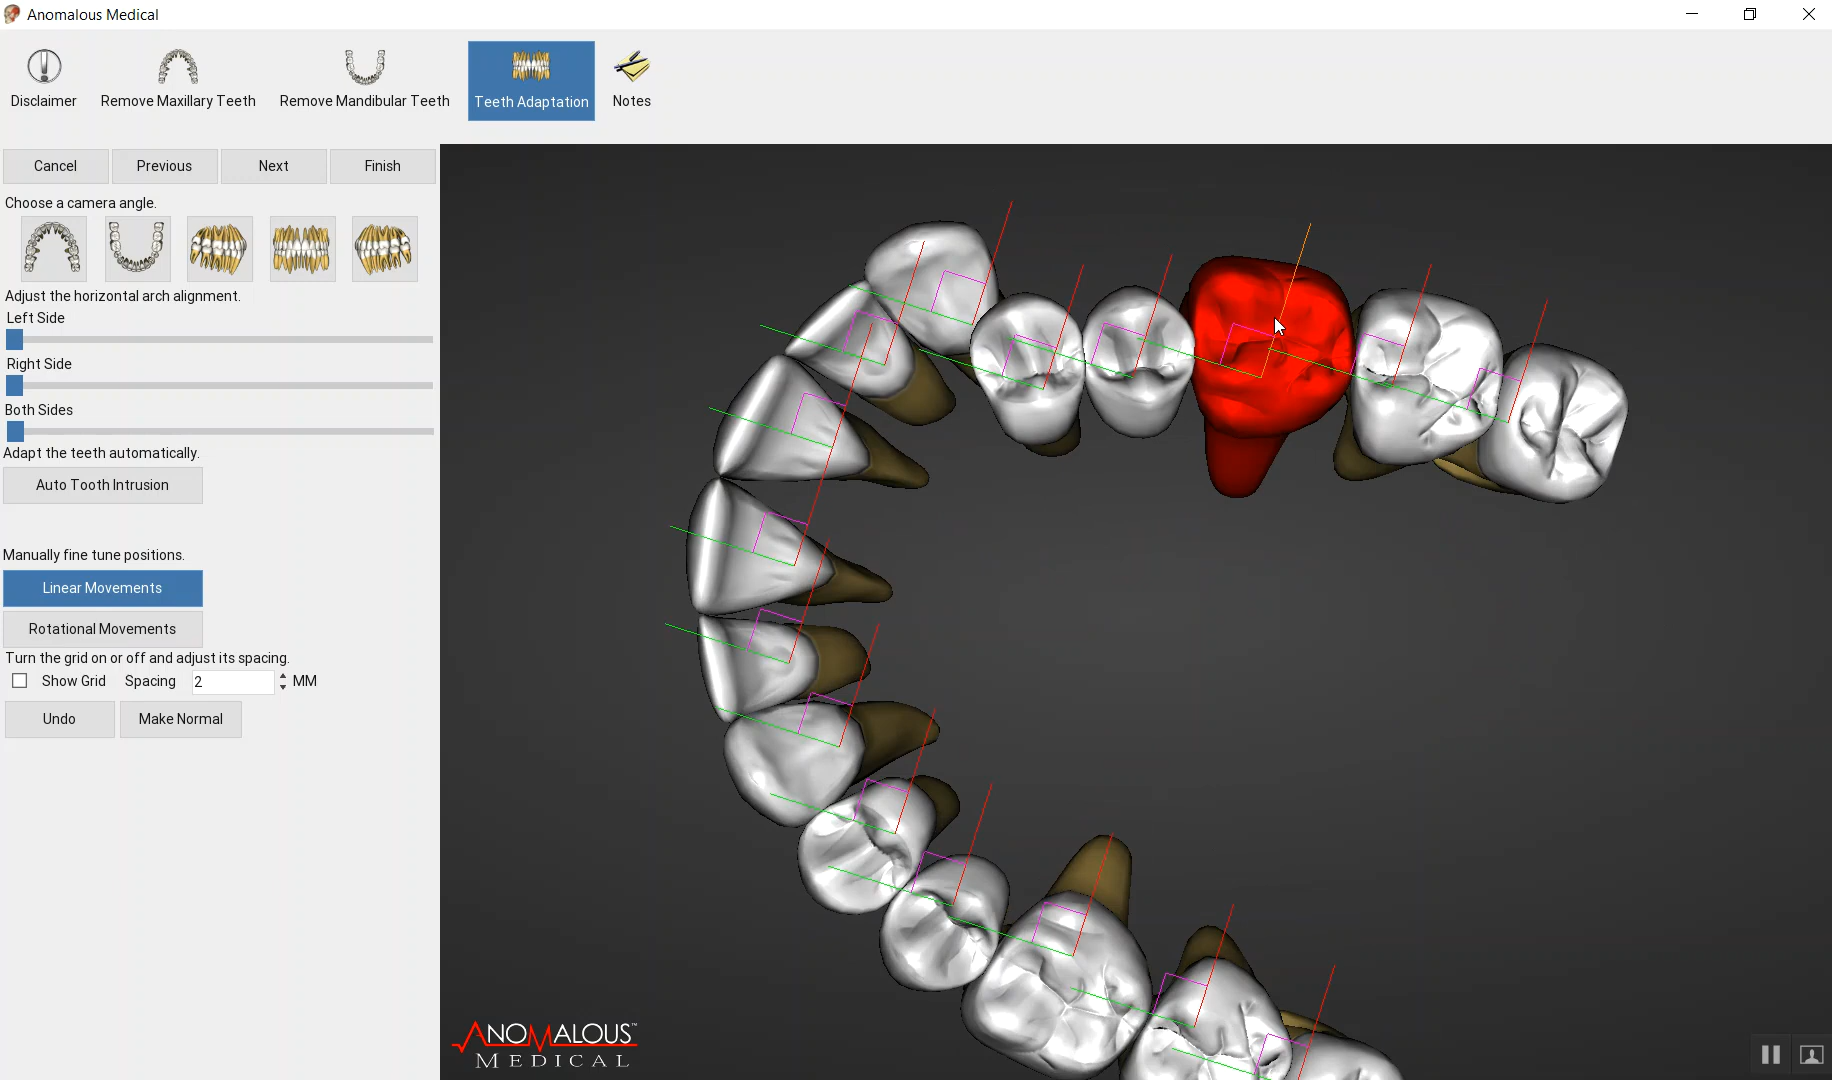 Anomalous Medical
Disclaimer
Remove Maxillary Teeth
Remove Mandibular Teeth
Teeth Adaptation
Notes
Cancel
Previous
Next
Finish
Choose a camera angle.
Adjust the horizontal arch alignment.
Left Side
Right Side
Both Sides
Adapt the teeth automatically.
Auto Tooth Intrusion
Manually fine tune positions.
Linear Movements
Rotational Movements
Turn the grid on or off and adjust its spacing.
Show Grid Spacing 2 MM
Undo
Make Normal
ANOMALOUS™
MEDICAL